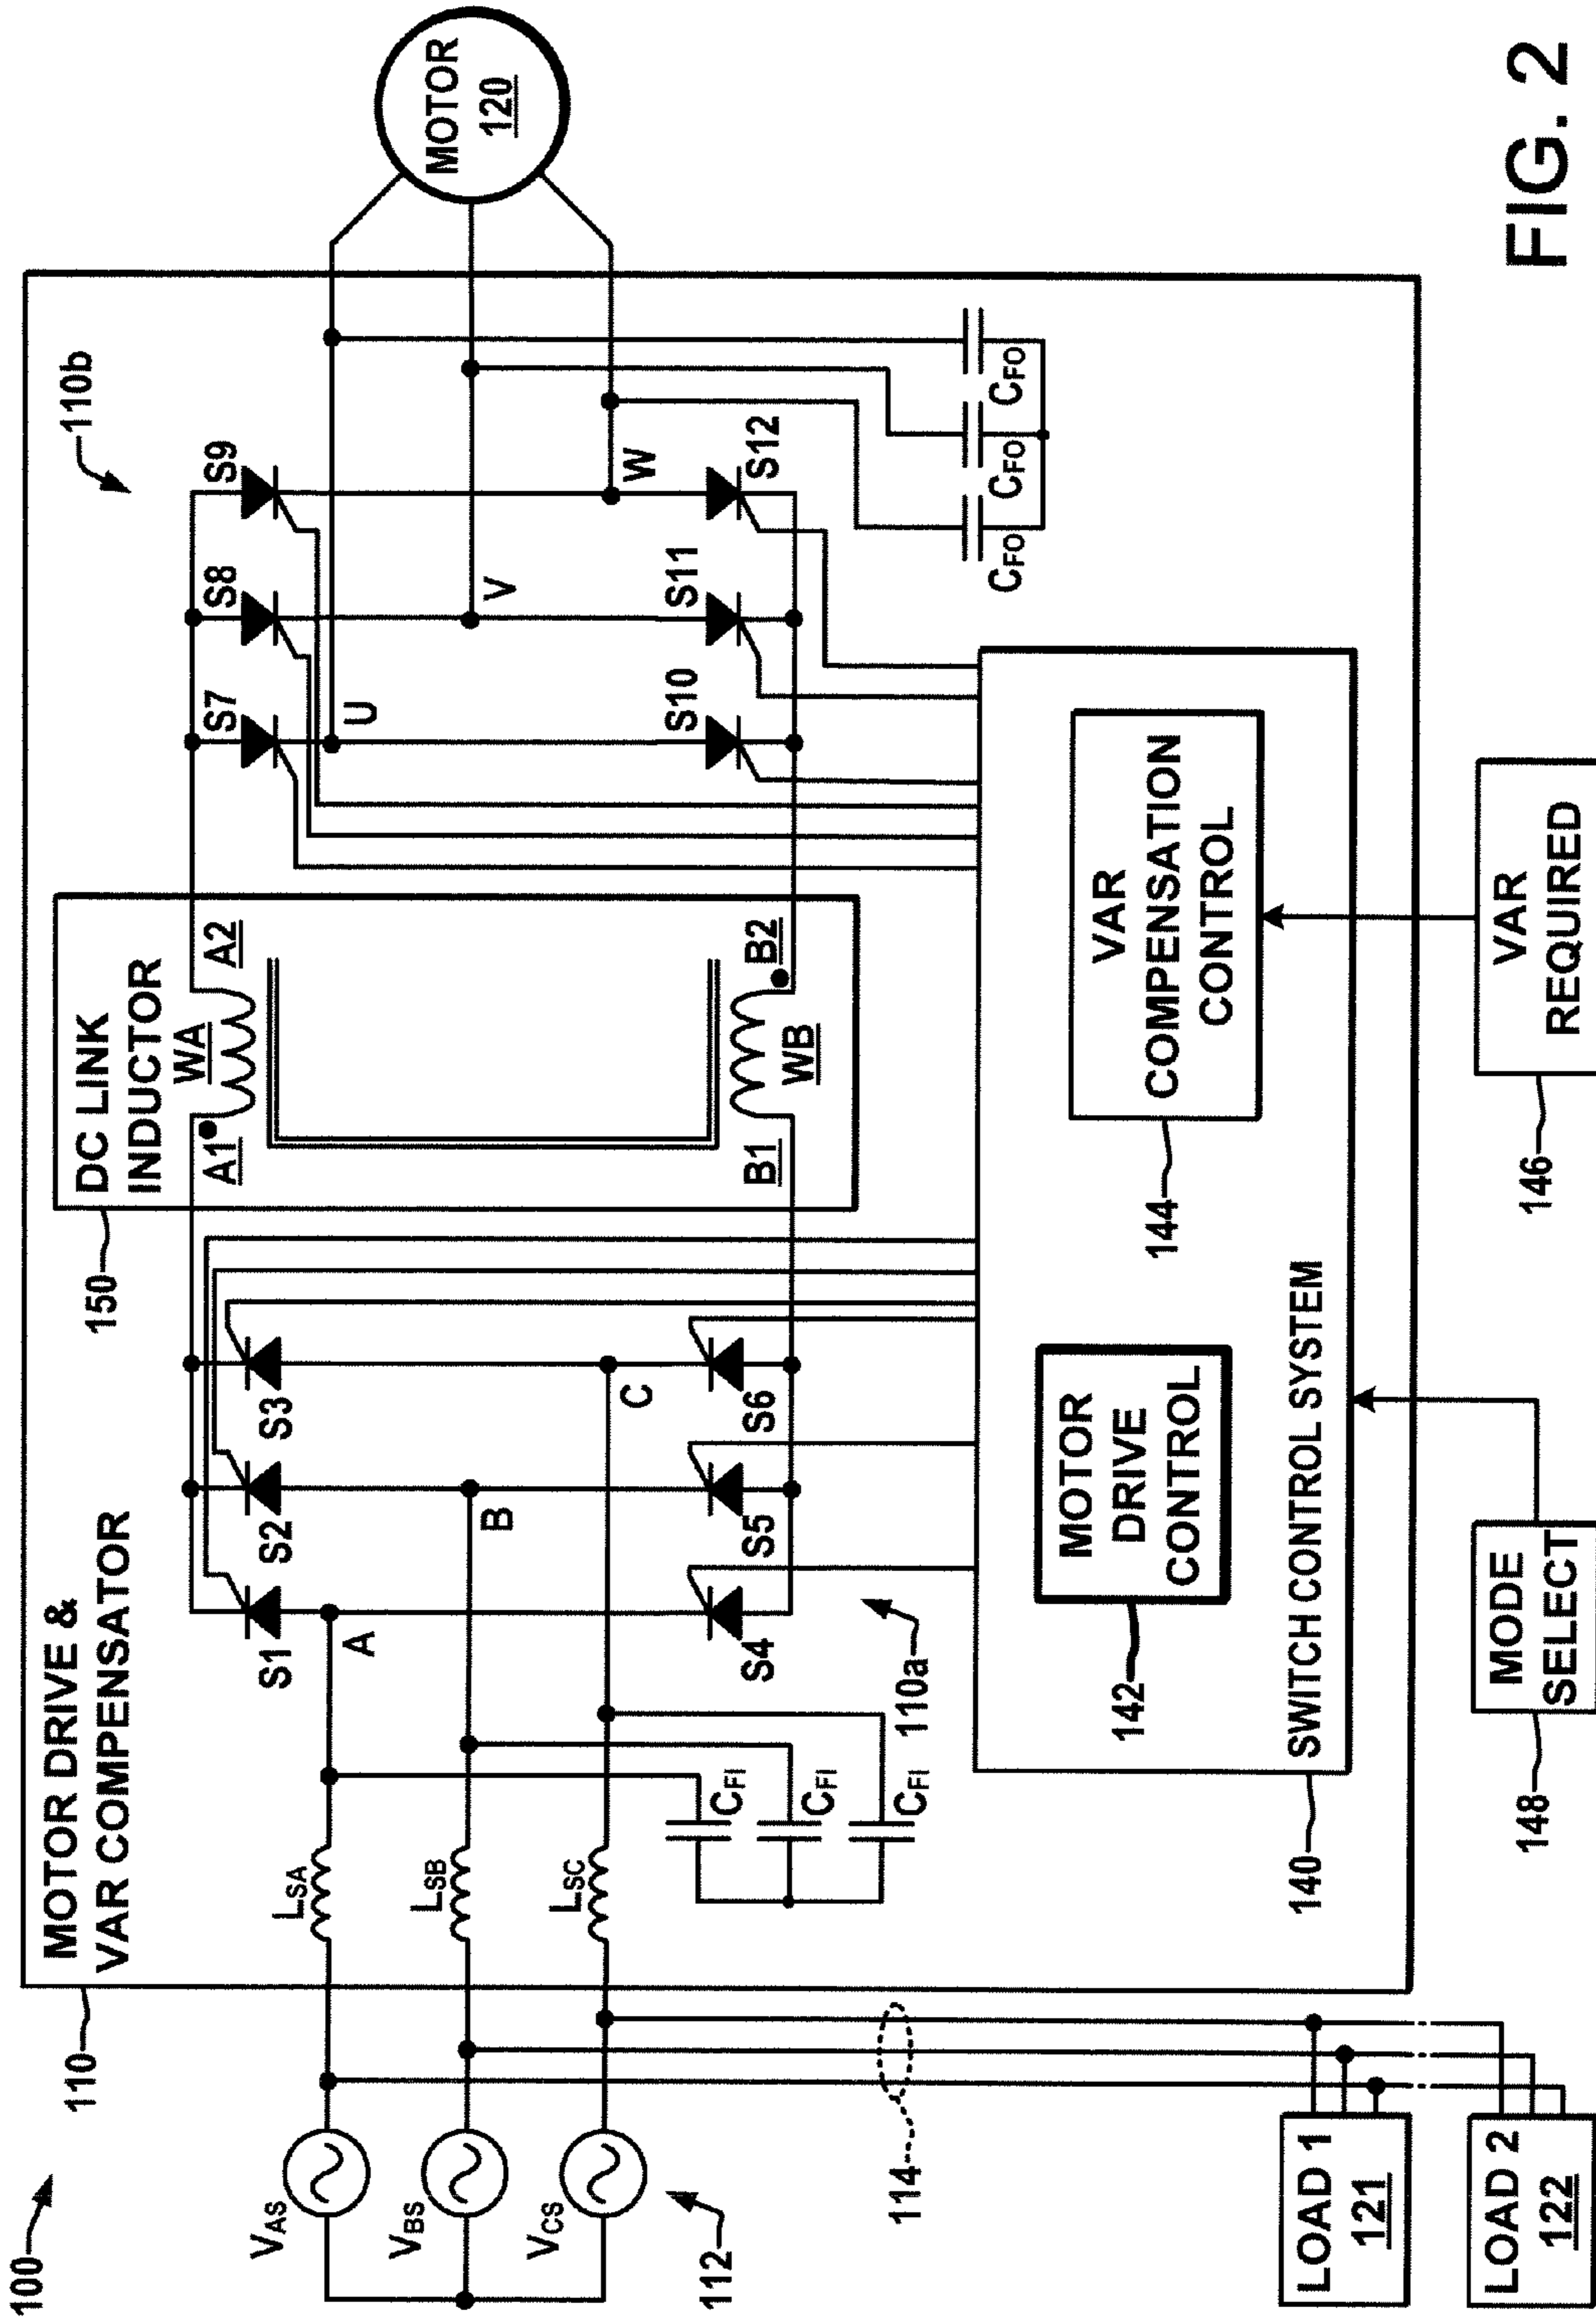 100
110
MOTOR DRIVE &
VAR COMPENSATOR
150
DC LINK
INDUCTOR
WA
A1
A2
B1
B2
WB
110b
S1
S2
S3
S4
S5
S6
S7
S8
S9
S10
S11
S12
A
B
C
U
V
W
MOTOR
120
VAS
VBS
VCS
112
LSA
LSB
LSC
CFI
CFI
CFI
CFO
CFO
CFO
110a
114
LOAD 1
121
LOAD 2
122
140
SWITCH CONTROL SYSTEM
142
MOTOR
DRIVE
CONTROL
144
VAR
COMPENSATION
CONTROL
148
MODE
SELECT
146
VAR
REQUIRED
FIG. 2